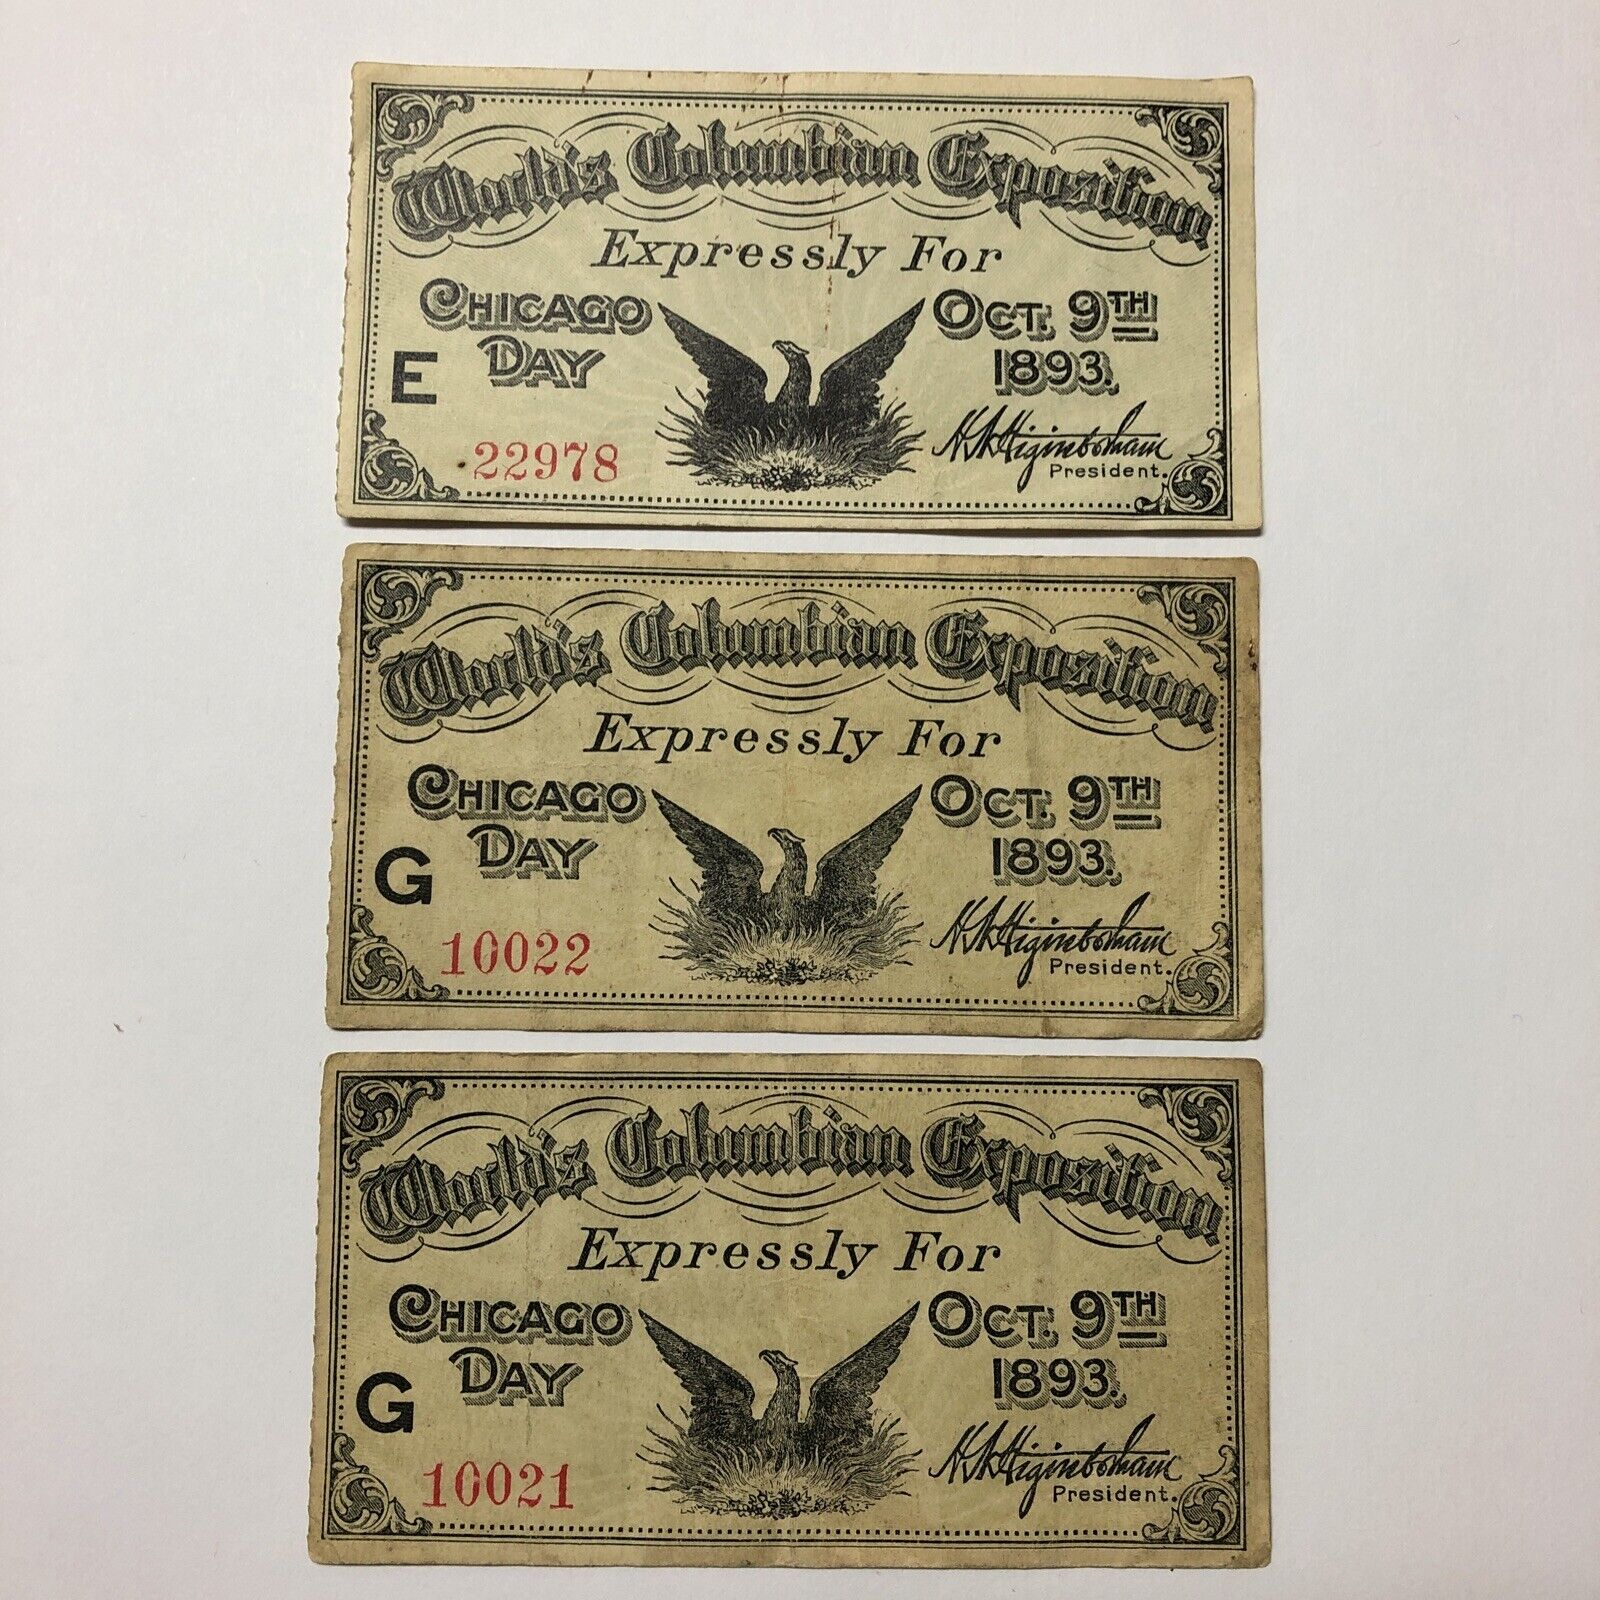 World's Columbian Exposition
Expressly For
Chicago Day
Oct. 9th 1893.
E
22978
H. N. Higinbotham
President.
World's Columbian Exposition
Expressly For
Chicago Day
Oct. 9th 1893.
G
10022
H. N. Higinbotham
President.
World's Columbian Exposition
Expressly For
Chicago Day
Oct. 9th 1893.
G
10021
H. N. Higinbotham
President.